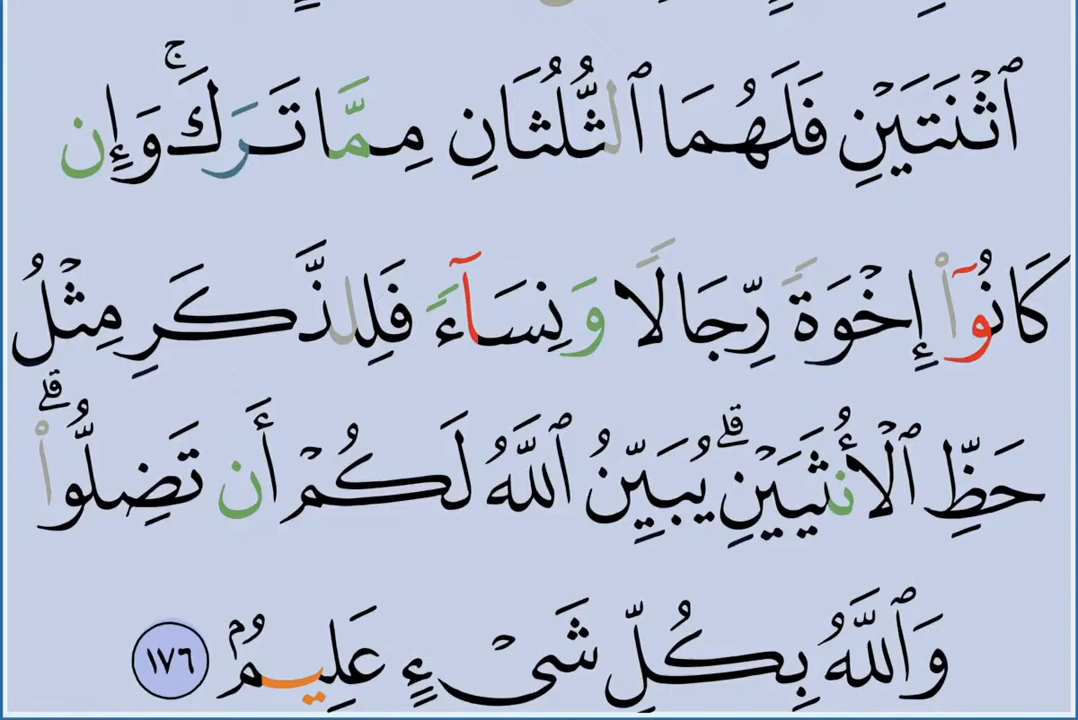 ٱثْنَتَيْنِ فَلَهُمَا ٱلثُّلُثَانِ مِمَّا تَرَكَ ۚ وَإِن
كَانُوٓا۟ إِخْوَةً رِّجَالًا وَنِسَآءً فَلِلذَّكَرِ مِثْلُ
حَظِّ ٱلْأُنثَيَيْنِ ۗ يُبَيِّنُ ٱللَّهُ لَكُمْ أَن تَضِلُّوا۟ ۗ
وَٱللَّهُ بِكُلِّ شَىْءٍ عَلِيمٌۢ ١٧٦